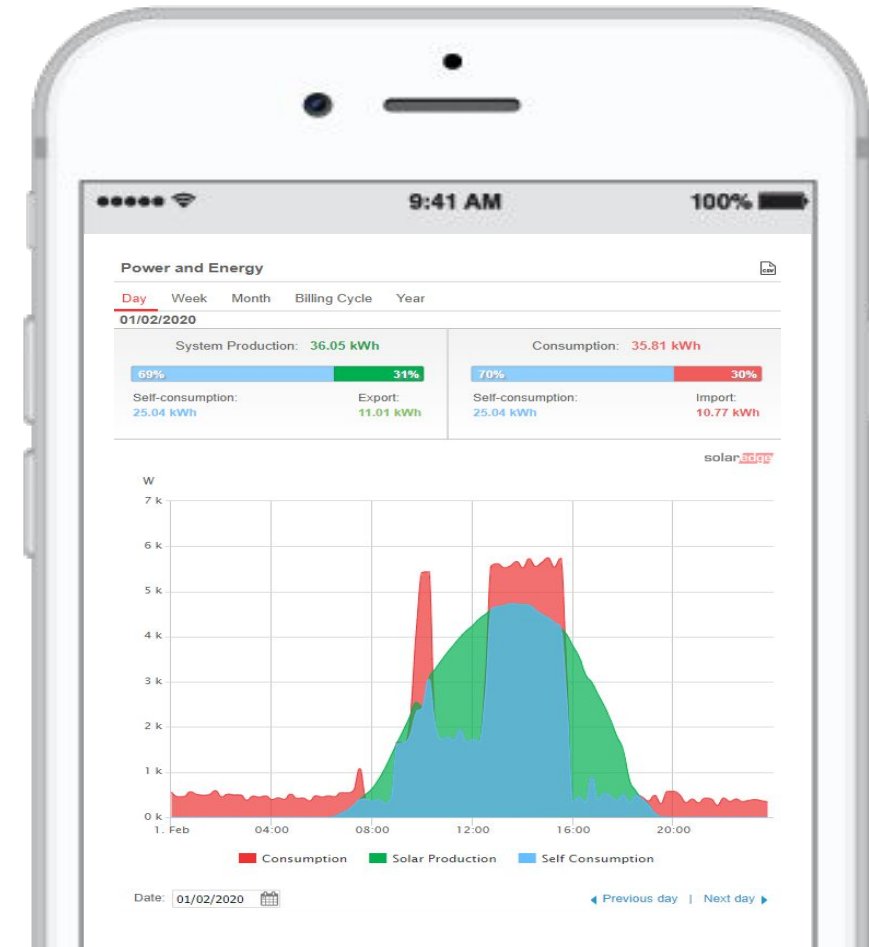 9:41 AM 100%
Power and Energy CSV
Day Week Month Billing Cycle Year
01/02/2020
System Production: 36.05 kWh Consumption: 35.81 kWh
69% 31% 70% 30%
Self-consumption: Export: Self-consumption: Import:
25.04 kWh 11.01 kWh 25.04 kWh 10.77 kWh
solaredge
W
7 k
6 k
5 k
4 k
3 k
2 k
1 k
0 k
1. Feb 04:00 08:00 12:00 16:00 20:00
Consumption Solar Production Self Consumption
Date: 01/02/2020 Previous day | Next day